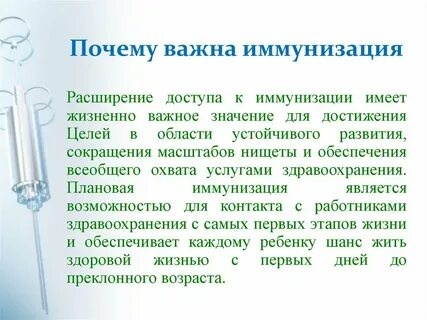 Почему важна иммунизация
Расширение доступа к иммунизации имеет
жизненно важное значение для достижения
Целей в области устойчивого развития,
сокращения масштабов нищеты и обеспечения
всеобщего охвата услугами здравоохранения.
Плановая иммунизация является
возможностью для контакта с работниками
здравоохранения с самых первых этапов жизни
и обеспечивает каждому ребенку шанс жить
здоровой жизнью с первых дней до
преклонного возраста.